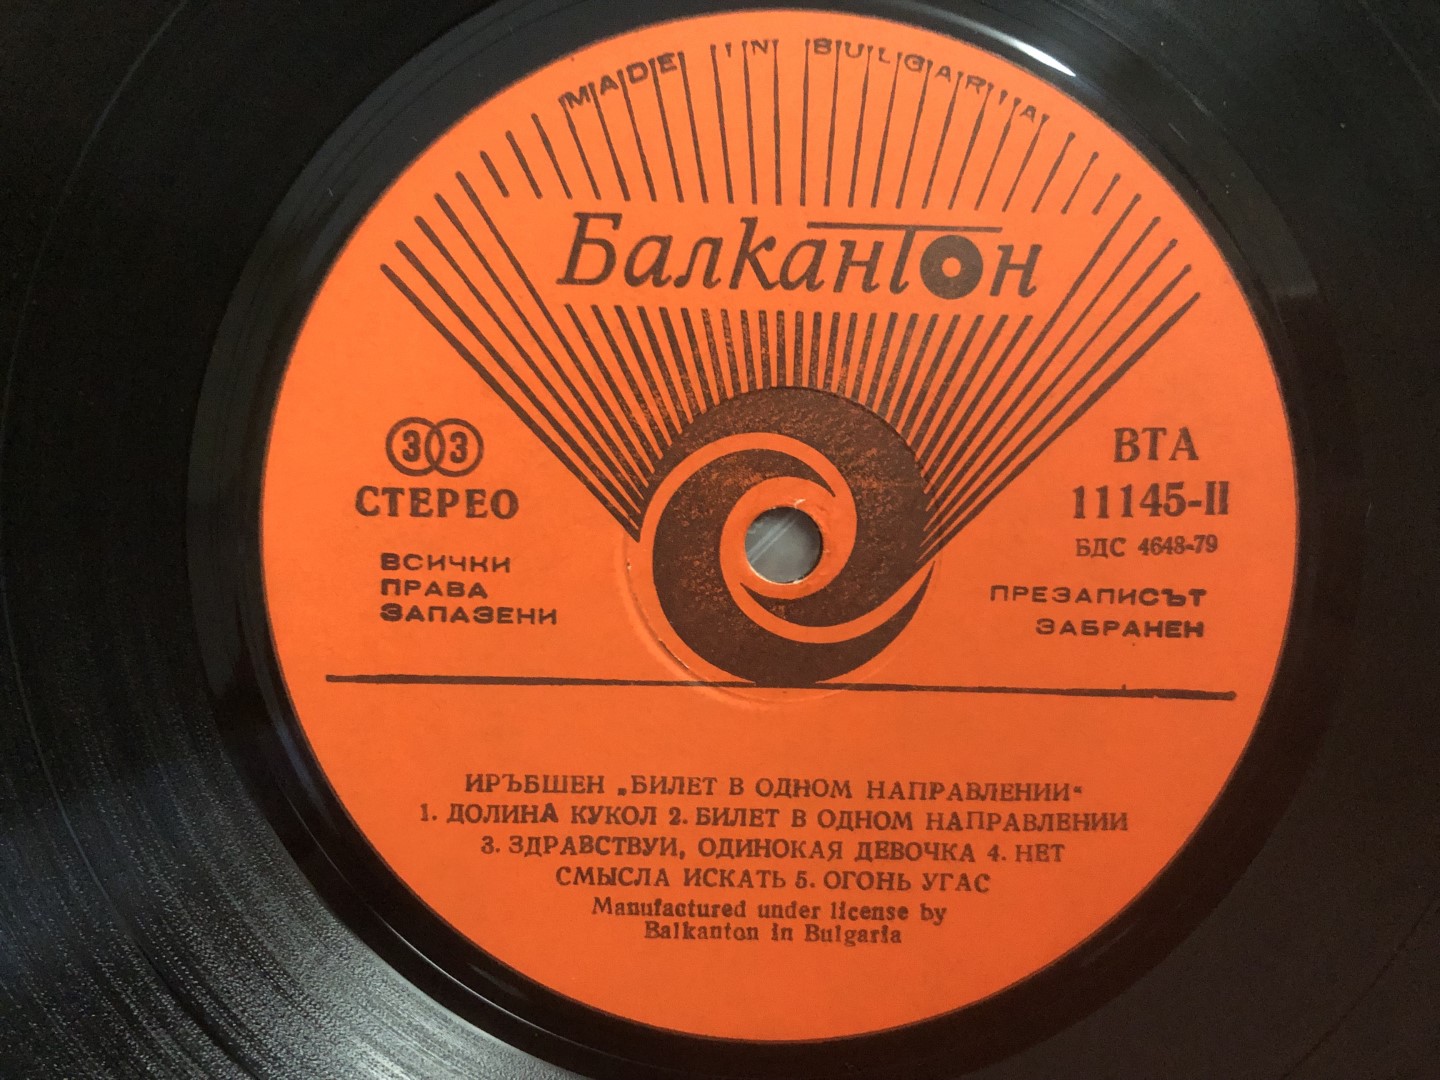 MADE IN BULGARIA
Балкантон
33
СТЕРЕО
ВСИЧКИ
ПРАВА
ЗАПАЗЕНИ
ВТА
11145-II
БДС 4648-79
ПРЕЗАПИСЪТ
ЗАБРАНЕН
ИРЪБШЕН „БИЛЕТ В ОДНОМ НАПРАВЛЕНИИ“
1. ДОЛИНА КУКОЛ 2. БИЛЕТ В ОДНОМ НАПРАВЛЕНИИ
3. ЗДРАВСТВУИ, ОДИНОКАЯ ДЕВОЧКА 4. НЕТ
СМЫСЛА ИСКАТЬ 5. ОГОНЬ УГАС
Manufactured under license by
Balkanton in Bulgaria